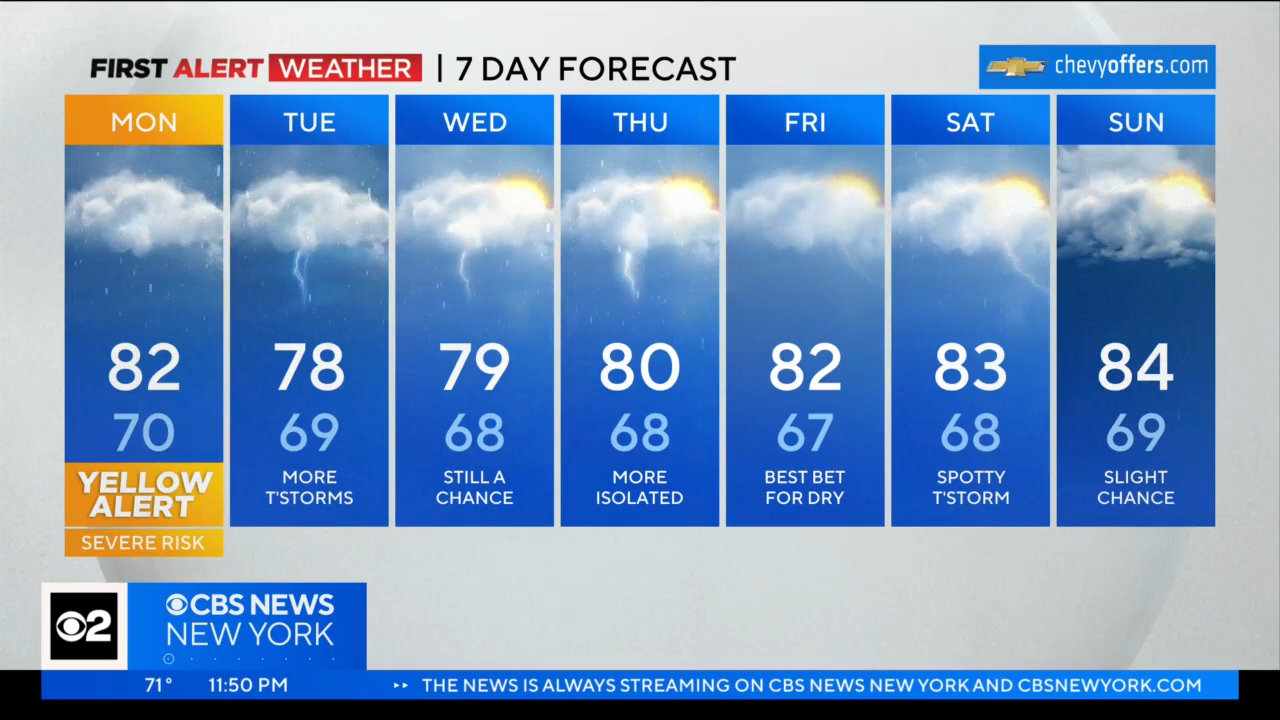 FIRST ALERT WEATHER | 7 DAY FORECAST
chevyoffers.com
MON
TUE
WED
THU
FRI
SAT
SUN
82
78
79
80
82
83
84
70
69
68
68
67
68
69
YELLOW
ALERT
SEVERE RISK
MORE
T'STORMS
STILL A
CHANCE
MORE
ISOLATED
BEST BET
FOR DRY
SPOTTY
T'STORM
SLIGHT
CHANCE
2
CBS NEWS
NEW YORK
71° 11:50 PM THE NEWS IS ALWAYS STREAMING ON CBS NEWS NEW YORK AND CBSNEWYORK.COM